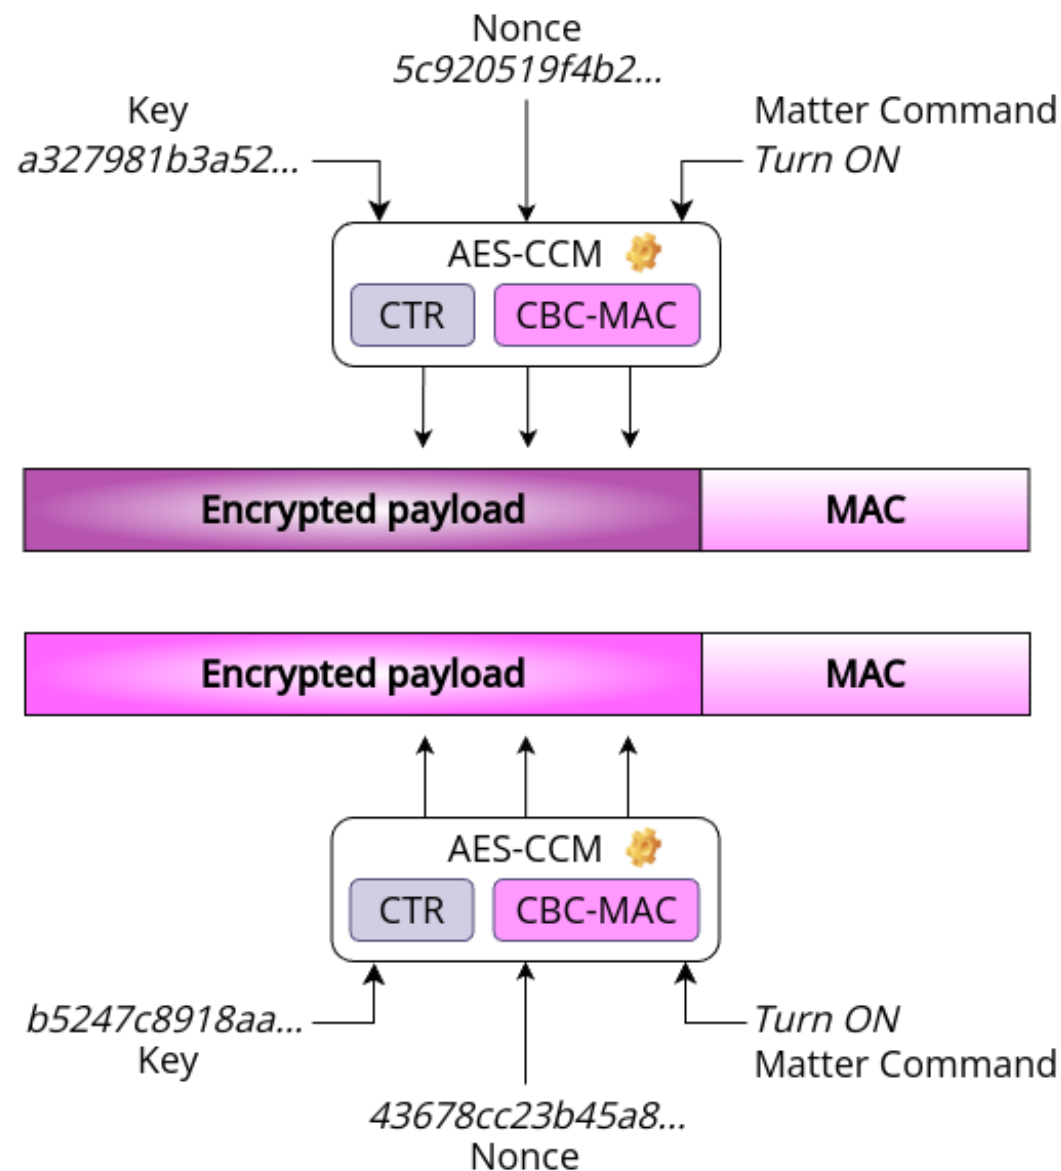 Nonce
5c920519f4b2...
Key
a327981b3a52...
Matter Command
Turn ON
AES-CCM
CTR
CBC-MAC
Encrypted payload
MAC
Encrypted payload
MAC
AES-CCM
CTR
CBC-MAC
b5247c8918aa...
Key
Turn ON
Matter Command
43678cc23b45a8...
Nonce